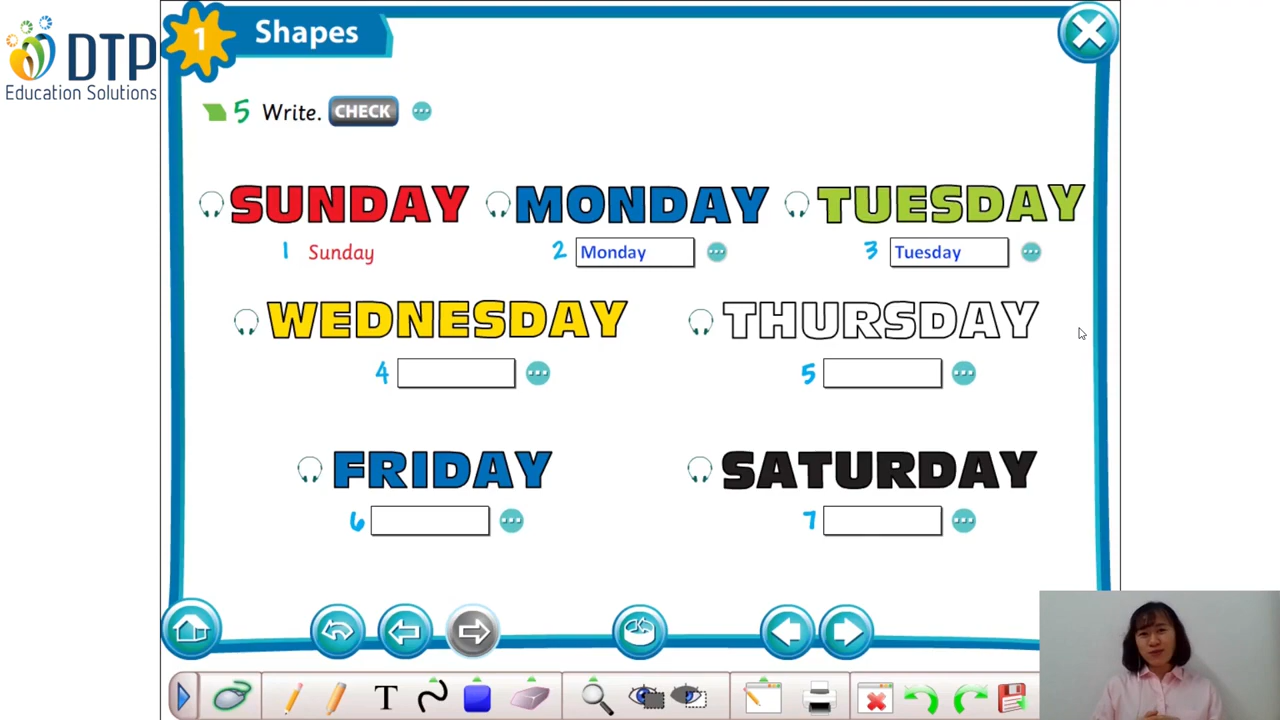 DTP
Education Solutions
1 Shapes
5 Write. CHECK
SUNDAY MONDAY TUESDAY
1 Sunday 2 Monday 3 Tuesday
WEDNESDAY THURSDAY
4 5
FRIDAY SATURDAY
6 7
T